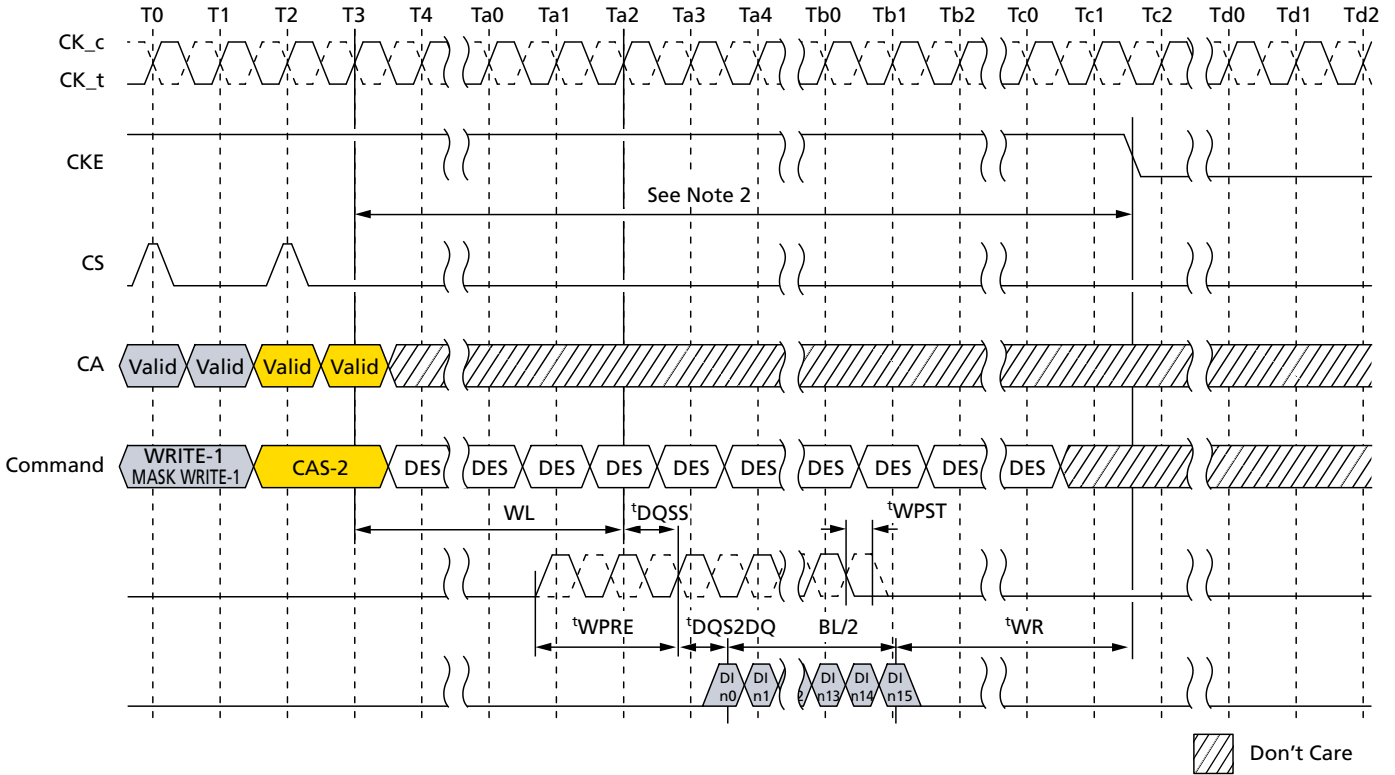 T0 T1 T2 T3 T4 Ta0 Ta1 Ta2 Ta3 Ta4 Tb0 Tb1 Tb2 Tc0 Tc1 Tc2 Td0 Td1 Td2
CK_c
CK_t
CKE
See Note 2
CS
CA Valid Valid Valid Valid
Command WRITE-1 MASK WRITE-1 CAS-2 DES DES DES DES DES DES DES DES DES DES
WL tDQSS tWPST
tWPRE tDQS2DQ BL/2 tWR
DI n0 DI n1 2 DI n13 DI n14 DI n15
Don't Care